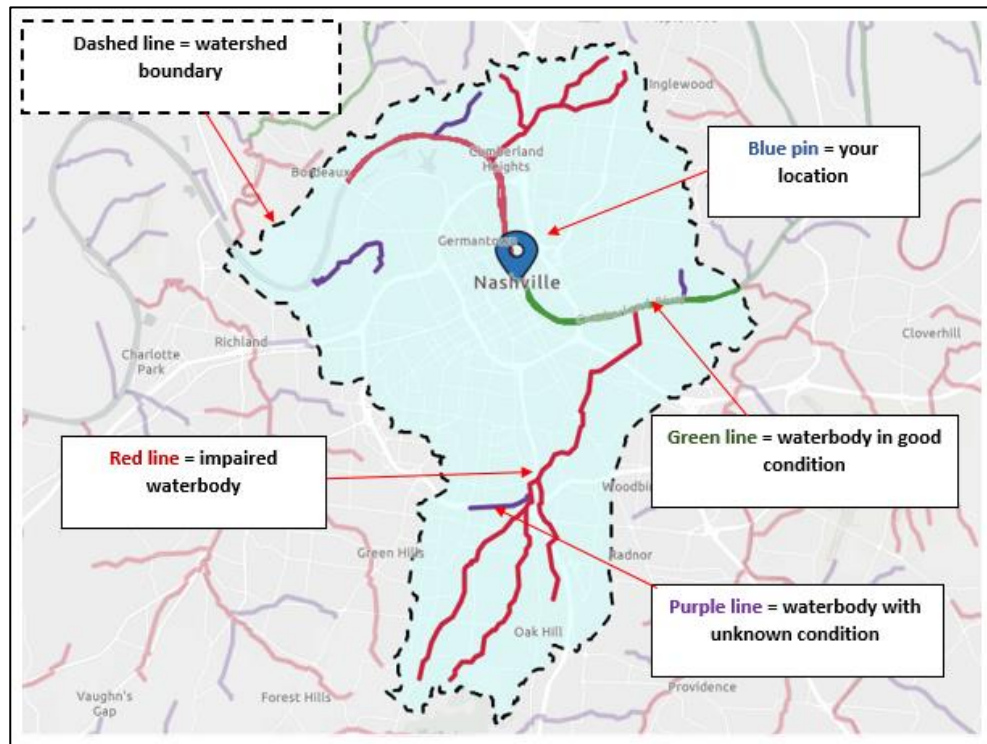 Dashed line = watershed
boundary
Inglewood
Blue pin = your
location
Cumberland
Heights
Bordeaux
Germantown
Nashville
Cloverhill
Richland
Charlotte
Park
Green line = waterbody in good
condition
Red line = impaired
waterbody
Green Hills
Radnor
Purple line = waterbody with
unknown condition
Oak Hill
Providence
Vaughn's
Gap
Forest Hills